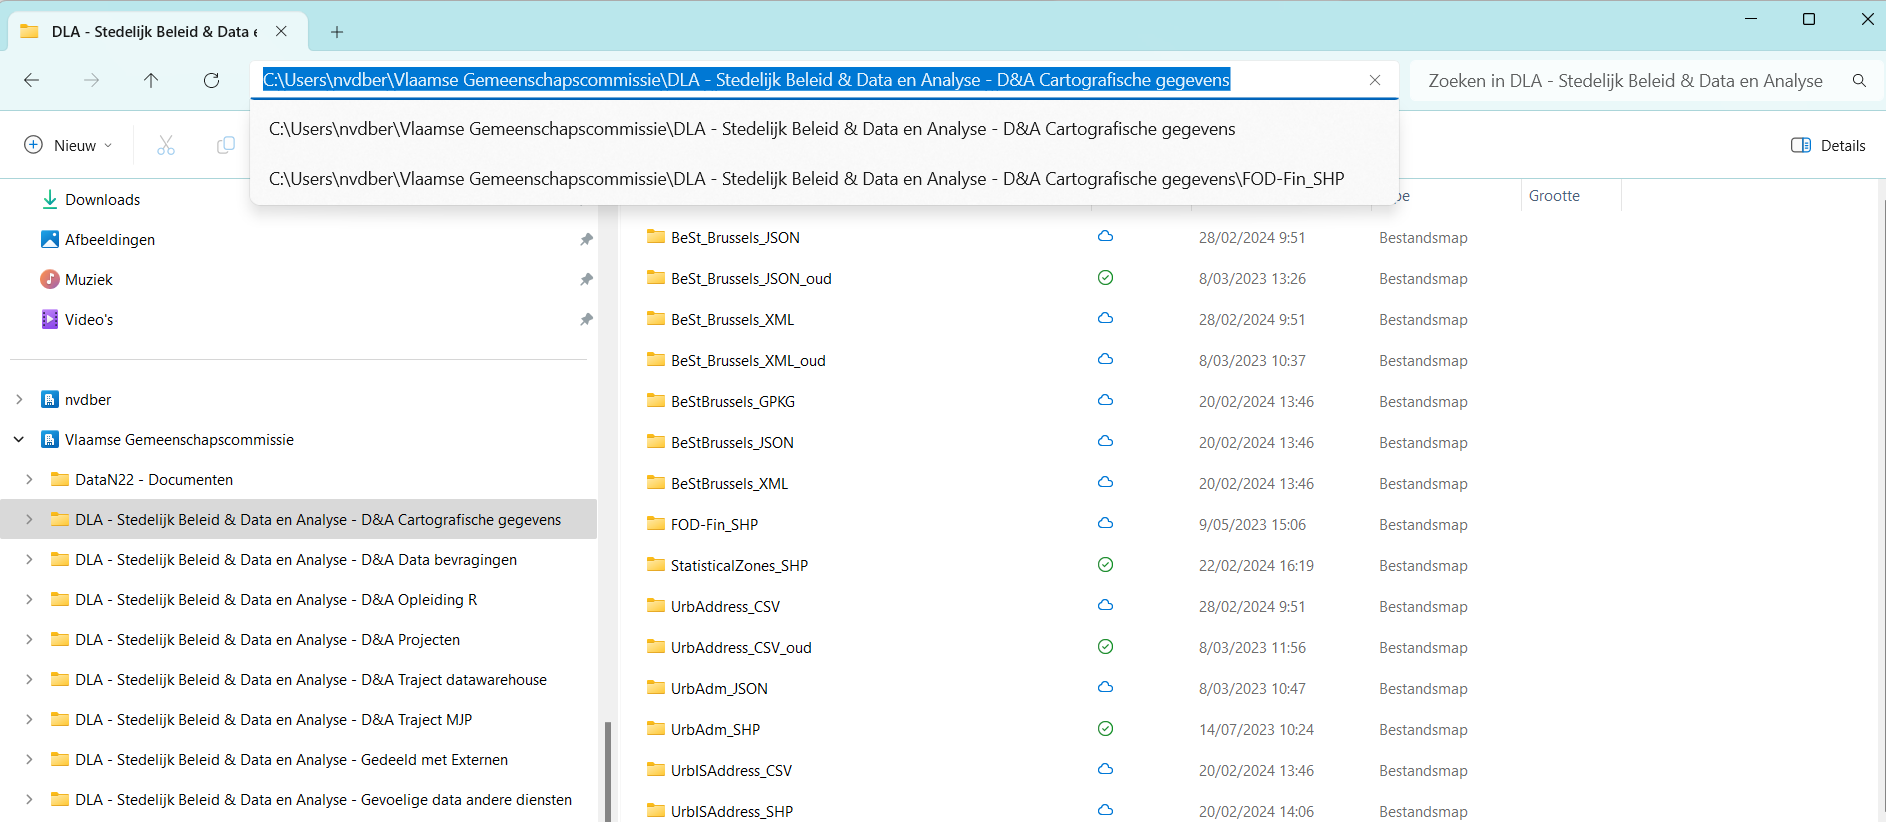 DLA - Stedelijk Beleid & Data e
C:\Users\nvdber\Vlaamse Gemeenschapscommissie\DLA - Stedelijk Beleid & Data en Analyse - D&A Cartografische gegevens
Zoeken in DLA - Stedelijk Beleid & Data en Analyse
C:\Users\nvdber\Vlaamse Gemeenschapscommissie\DLA - Stedelijk Beleid & Data en Analyse - D&A Cartografische gegevens
C:\Users\nvdber\Vlaamse Gemeenschapscommissie\DLA - Stedelijk Beleid & Data en Analyse - D&A Cartografische gegevens\FOD-Fin_SHP
Nieuw
Details
Downloads
Afbeeldingen
Muziek
Video's
nvdber
Vlaamse Gemeenschapscommissie
DataN22 - Documenten
DLA - Stedelijk Beleid & Data en Analyse - D&A Cartografische gegevens
DLA - Stedelijk Beleid & Data en Analyse - D&A Data bevragingen
DLA - Stedelijk Beleid & Data en Analyse - D&A Opleiding R
DLA - Stedelijk Beleid & Data en Analyse - D&A Projecten
DLA - Stedelijk Beleid & Data en Analyse - D&A Traject datawarehouse
DLA - Stedelijk Beleid & Data en Analyse - D&A Traject MJP
DLA - Stedelijk Beleid & Data en Analyse - Gedeeld met Externen
DLA - Stedelijk Beleid & Data en Analyse - Gevoelige data andere diensten
pe Grootte
BeSt_Brussels_JSON 28/02/2024 9:51 Bestandsmap
BeSt_Brussels_JSON_oud 8/03/2023 13:26 Bestandsmap
BeSt_Brussels_XML 28/02/2024 9:51 Bestandsmap
BeSt_Brussels_XML_oud 8/03/2023 10:37 Bestandsmap
BeStBrussels_GPKG 20/02/2024 13:46 Bestandsmap
BeStBrussels_JSON 20/02/2024 13:46 Bestandsmap
BeStBrussels_XML 20/02/2024 13:46 Bestandsmap
FOD-Fin_SHP 9/05/2023 15:06 Bestandsmap
StatisticalZones_SHP 22/02/2024 16:19 Bestandsmap
UrbAddress_CSV 28/02/2024 9:51 Bestandsmap
UrbAddress_CSV_oud 8/03/2023 11:56 Bestandsmap
UrbAdm_JSON 8/03/2023 10:47 Bestandsmap
UrbAdm_SHP 14/07/2023 10:24 Bestandsmap
UrbISAddress_CSV 20/02/2024 13:46 Bestandsmap
UrbISAddress_SHP 20/02/2024 14:06 Bestandsmap